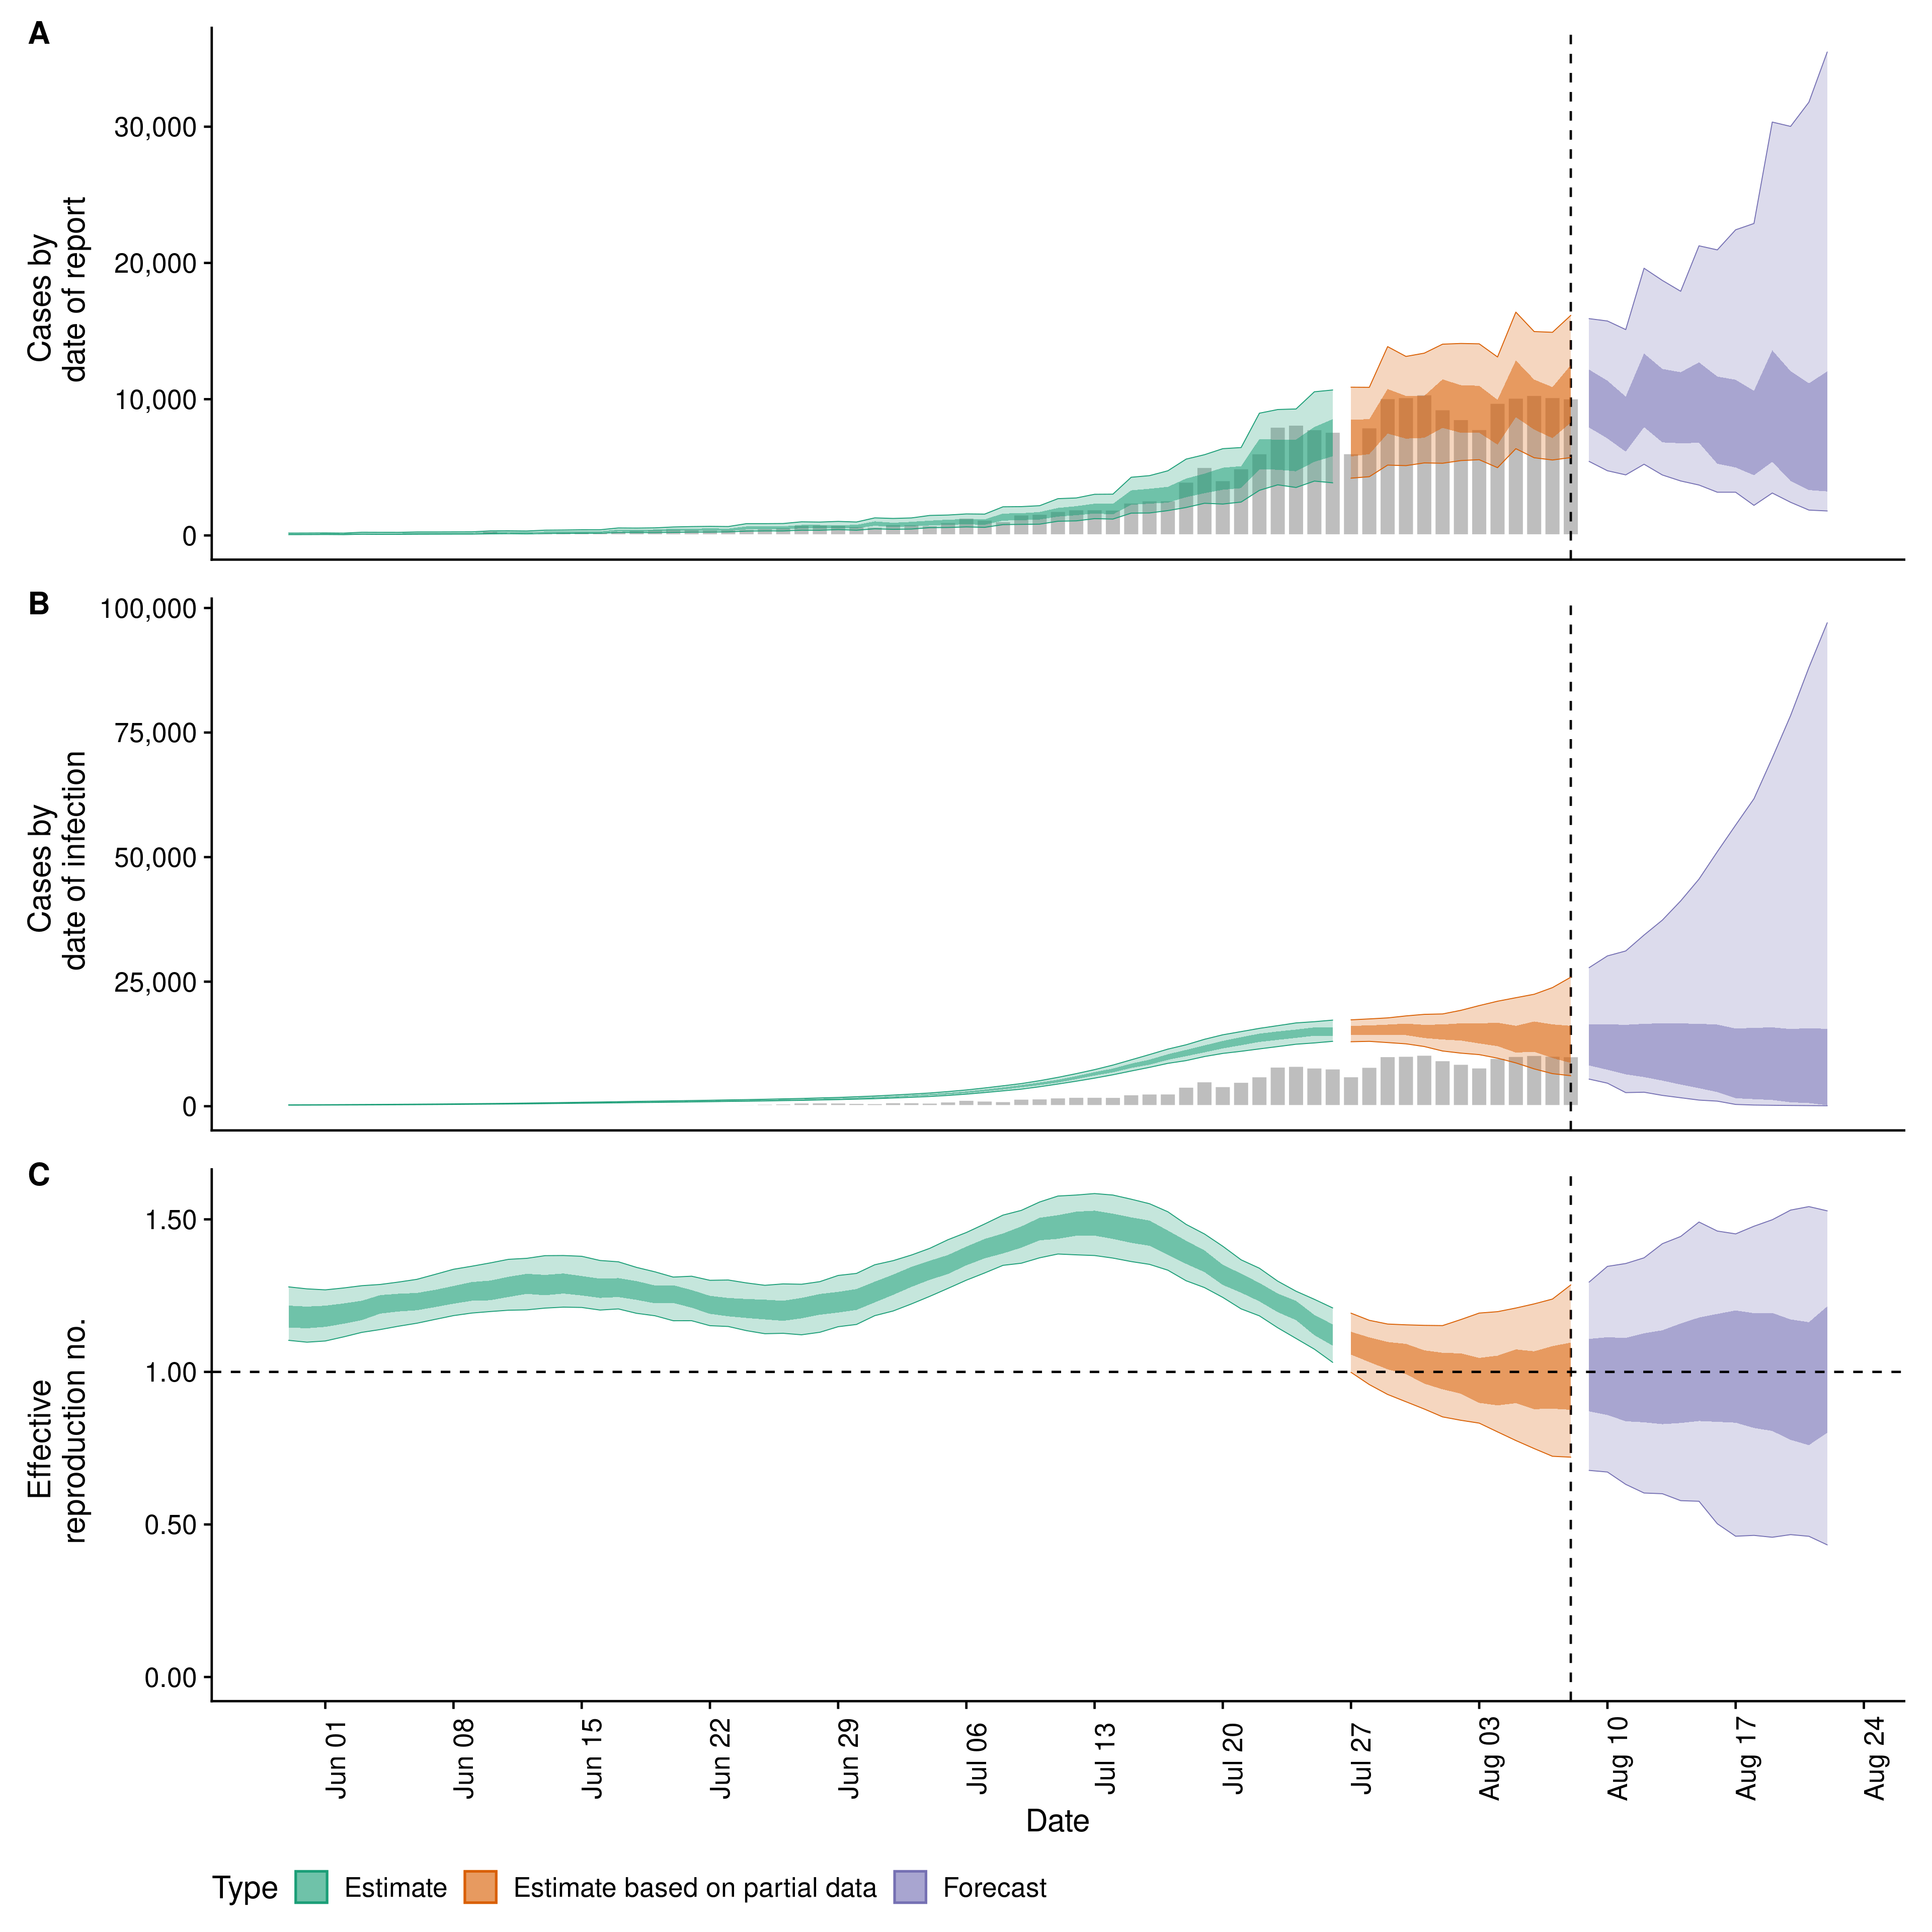 A
Cases by
date of report
30,000
20,000
10,000
0
B
Cases by
date of infection
100,000
75,000
50,000
25,000
0
C
Effective
reproduction no.
1.50
1.00
0.50
0.00
Jun 01
Jun 08
Jun 15
Jun 22
Jun 29
Jul 06
Jul 13
Jul 20
Jul 27
Aug 03
Aug 10
Aug 17
Aug 24
Date
Type Estimate Estimate based on partial data Forecast